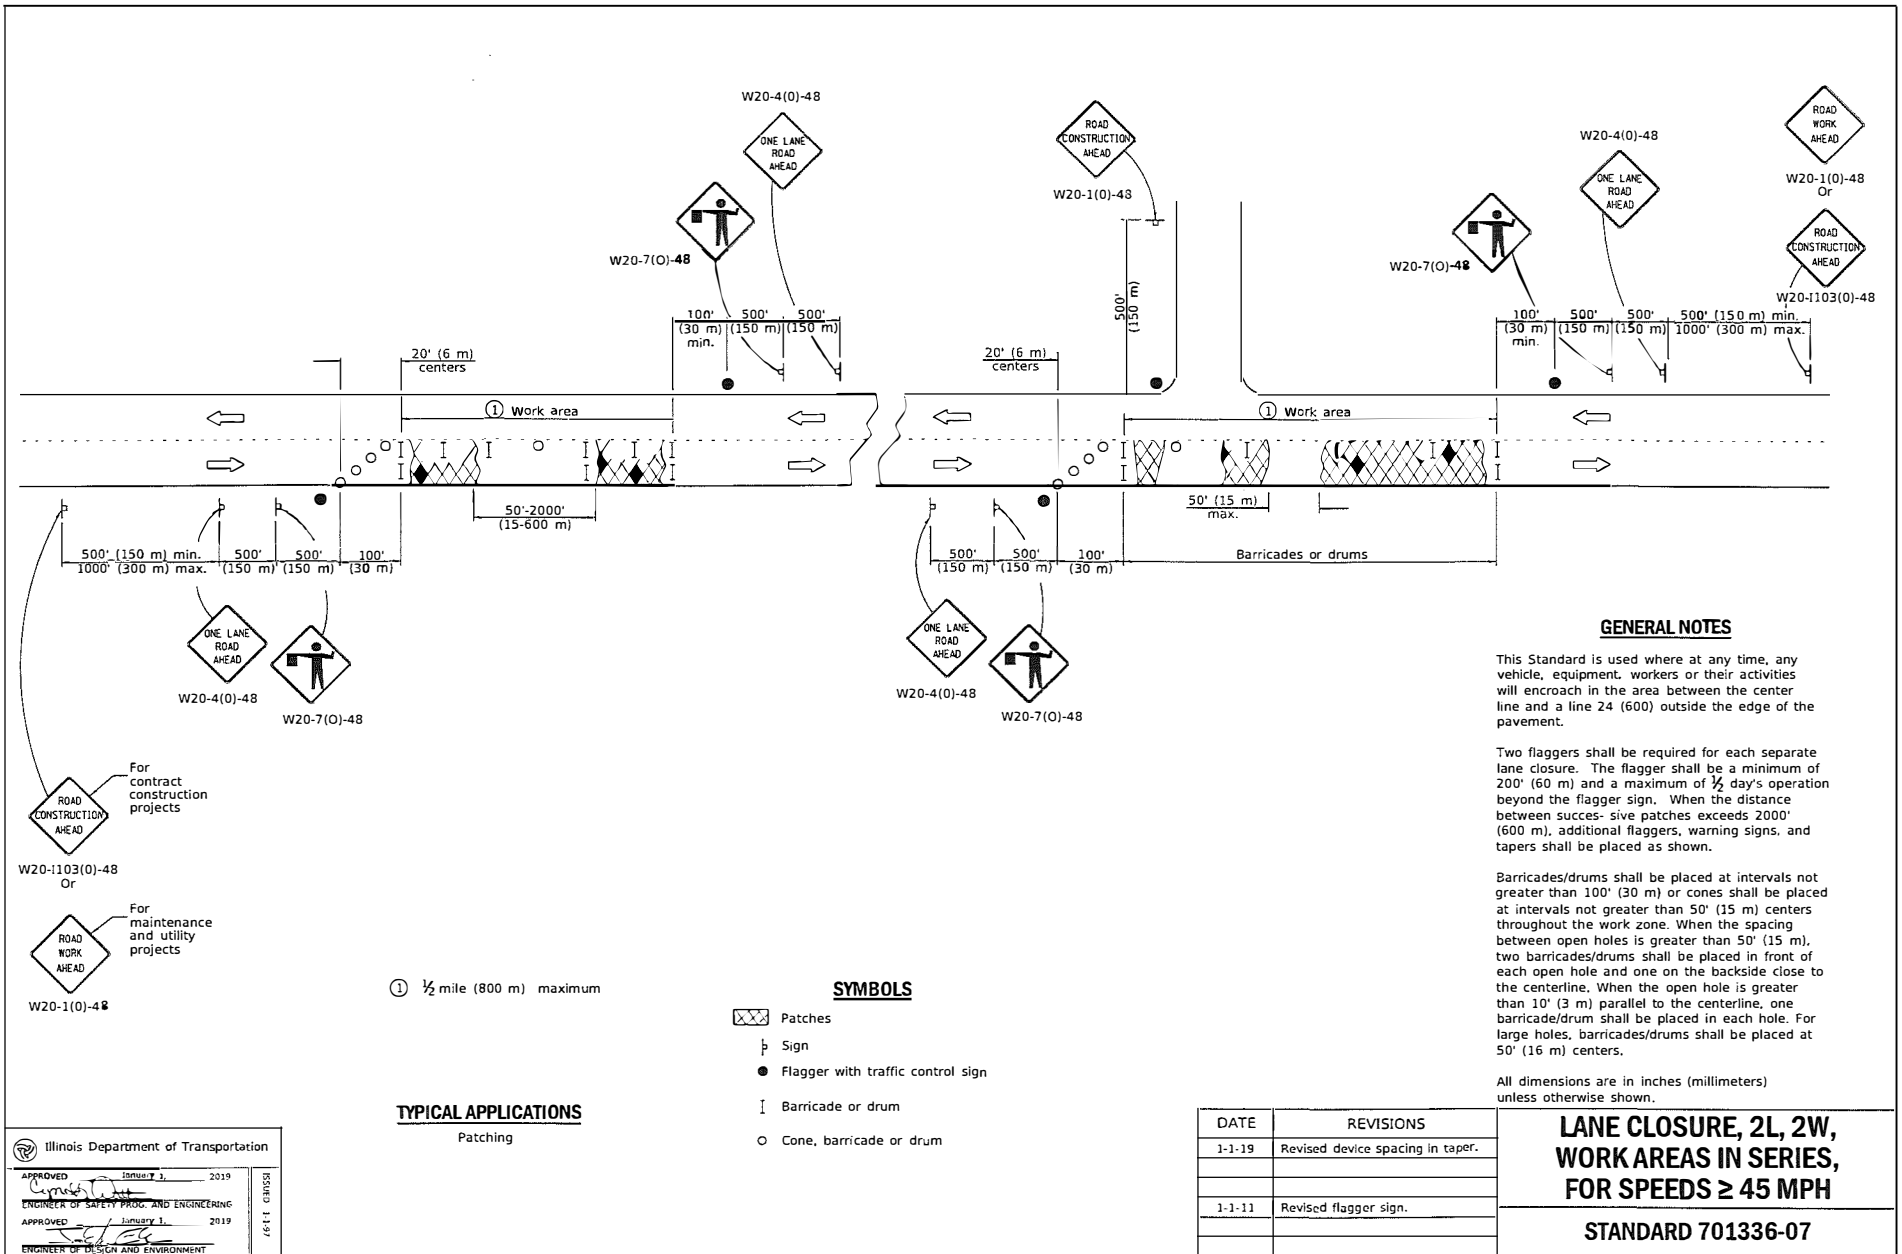 W20-4(O)-48
ONE LANE
ROAD
AHEAD
W20-7(O)-48
100'
(30 m)
min.
500'
(150 m)
500'
(150 m)
20' (6 m)
centers
1 Work area
50'-2000'
(15-600 m)
500' (150 m) min.
1000' (300 m) max.
500'
(150 m)
500'
(150 m)
100'
(30 m)
ONE LANE
ROAD
AHEAD
W20-4(O)-48
W20-7(O)-48
For
contract
construction
projects
ROAD
CONSTRUCTION
AHEAD
W20-I103(0)-48
Or
For
maintenance
and utility
projects
ROAD
WORK
AHEAD
W20-1(0)-48
ROAD
CONSTRUCTION
AHEAD
W20-1(0)-48
500'
(150 m)
20' (6 m)
centers
1 Work area
50' (15 m)
max.
500'
(150 m)
500'
(150 m)
100'
(30 m)
Barricades or drums
ONE LANE
ROAD
AHEAD
W20-4(0)-48
W20-7(O)-48
W20-7(O)-48
W20-4(0)-48
ONE LANE
ROAD
AHEAD
ROAD
WORK
AHEAD
W20-1(0)-48
Or
ROAD
CONSTRUCTION
AHEAD
W20-I103(0)-48
100'
(30 m)
min.
500'
(150 m)
500'
(150 m)
500' (150 m) min.
1000' (300 m) max.
1 ½ mile (800 m) maximum
TYPICAL APPLICATIONS
Patching
SYMBOLS
Patches
Sign
Flagger with traffic control sign
Barricade or drum
Cone, barricade or drum
GENERAL NOTES
This Standard is used where at any time, any
vehicle, equipment, workers or their activities
will encroach in the area between the center
line and a line 24 (600) outside the edge of the
pavement.
Two flaggers shall be required for each separate
lane closure. The flagger shall be a minimum of
200' (60 m) and a maximum of ½ day's operation
beyond the flagger sign. When the distance
between succes- sive patches exceeds 2000'
(600 m), additional flaggers, warning signs, and
tapers shall be placed as shown.
Barricades/drums shall be placed at intervals not
greater than 100' (30 m) or cones shall be placed
at intervals not greater than 50' (15 m) centers
throughout the work zone. When the spacing
between open holes is greater than 50' (15 m),
two barricades/drums shall be placed in front of
each open hole and one on the backside close to
the centerline. When the open hole is greater
than 10' (3 m) parallel to the centerline, one
barricade/drum shall be placed in each hole. For
large holes, barricades/drums shall be placed at
50' (16 m) centers.
All dimensions are in inches (millimeters)
unless otherwise shown.
Illinois Department of Transportation
APPROVED January 1, 2019
ENGINEER OF SAFETY PROG. AND ENGINEERING
APPROVED January 1, 2019
ENGINEER OF DESIGN AND ENVIRONMENT
ISSUED 1-1-97
DATE REVISIONS
1-1-19 Revised device spacing in taper.
1-1-11 Revised flagger sign.
LANE CLOSURE, 2L, 2W,
WORK AREAS IN SERIES,
FOR SPEEDS ≥ 45 MPH
STANDARD 701336-07